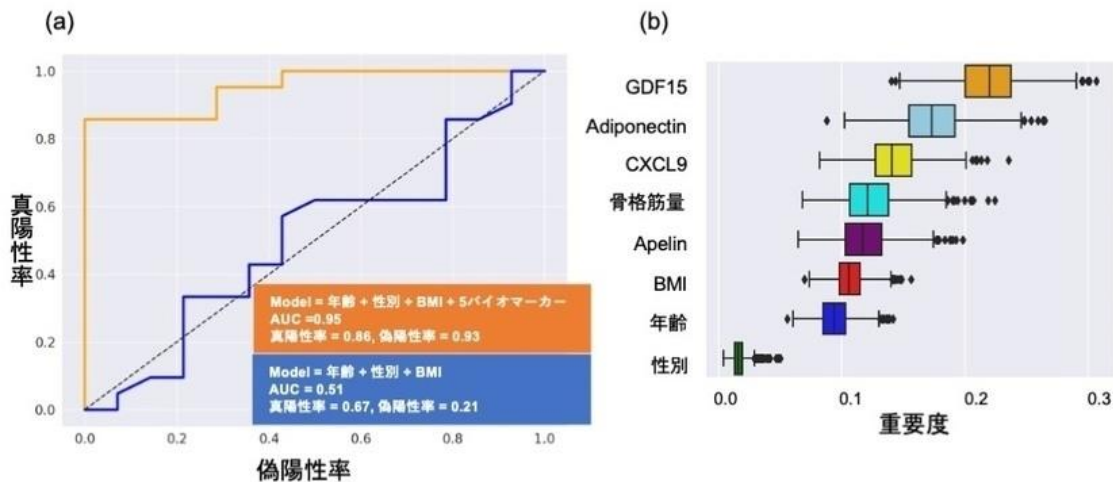 (a)
1.0
0.8
0.6
0.4
0.2
0.0
真陽性率
Model = 年齢 + 性別 + BMI + 5バイオマーカー
AUC =0.95
真陽性率 = 0.86, 偽陽性率 = 0.93
Model = 年齢 + 性別 + BMI
AUC = 0.51
真陽性率 = 0.67, 偽陽性率 = 0.21
0.0 0.2 0.4 0.6 0.8 1.0
偽陽性率
(b)
GDF15
Adiponectin
CXCL9
骨格筋量
Apelin
BMI
年齢
性別
0.0 0.1 0.2 0.3
重要度